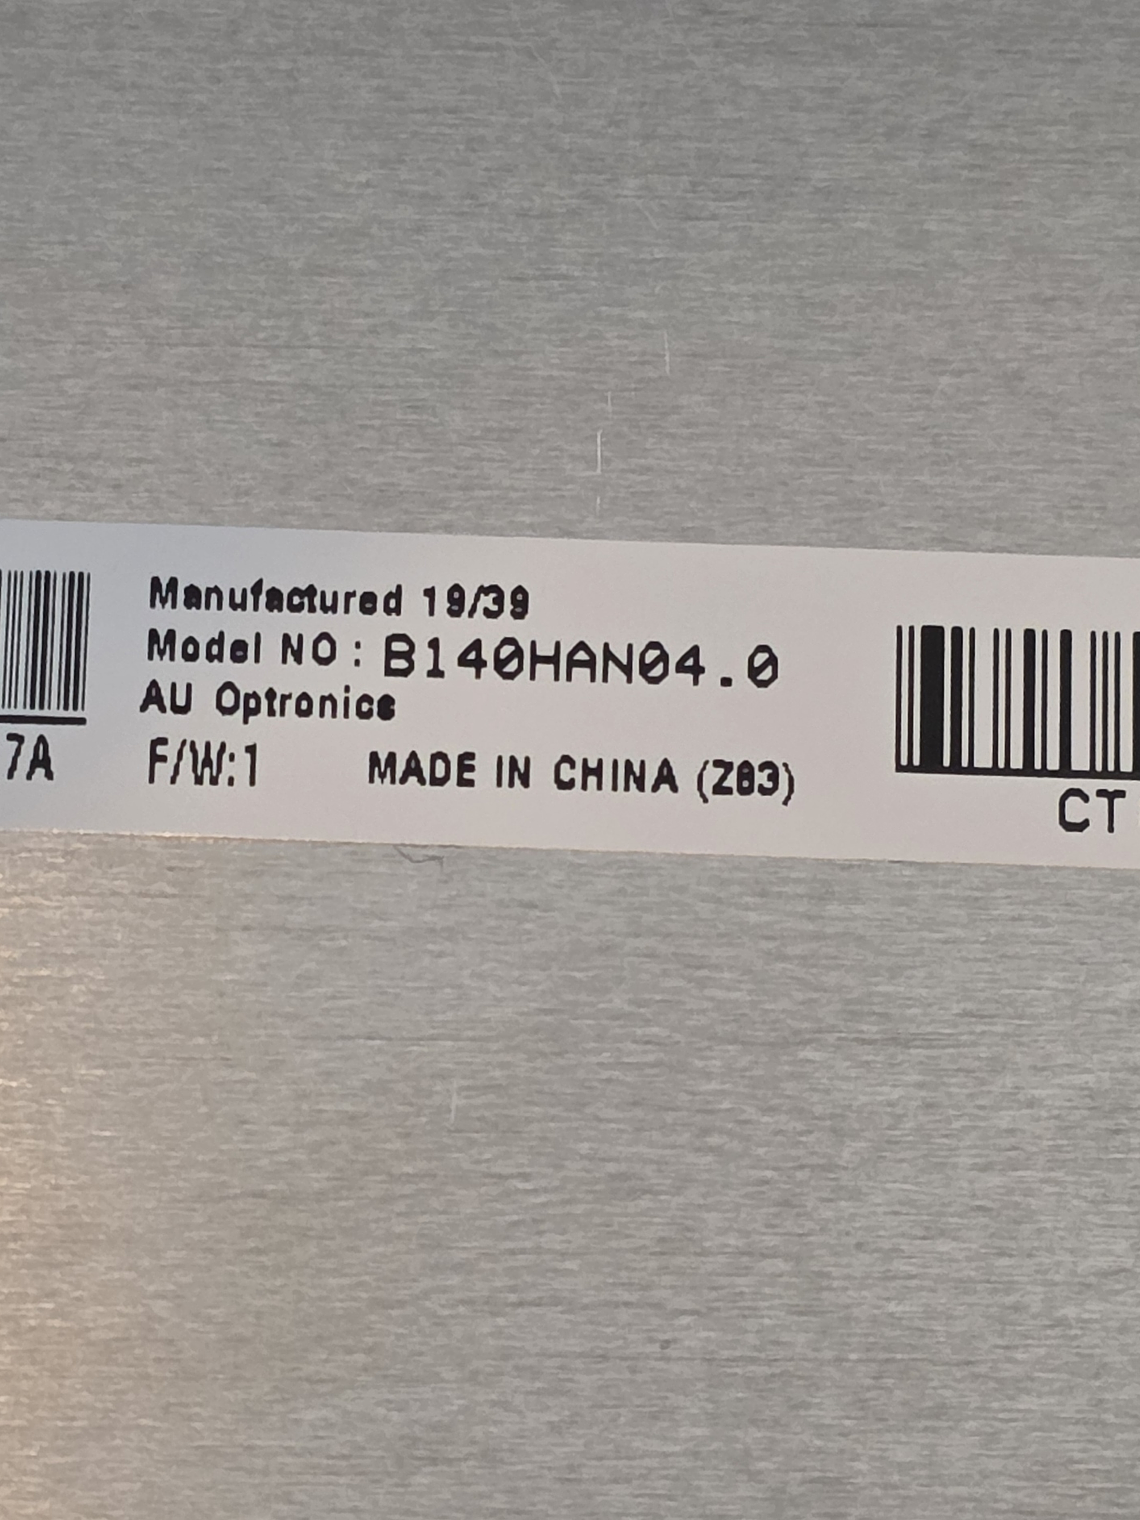 Manufactured 19/39
Model NO : B140HAN04.0
AU Optronics
7A
F/W:1 MADE IN CHINA (Z83)
CT